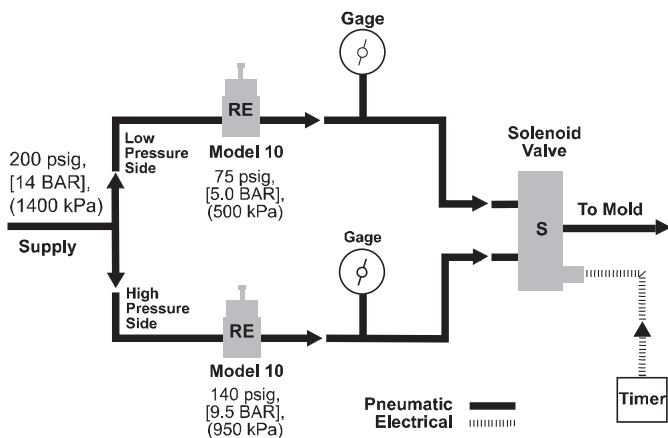 Gage
RE
Low
Pressure
Side
Model 10
75 psig,
[5.0 BAR],
(500 kPa)
200 psig,
[14 BAR],
(1400 kPa)
Supply
Solenoid
Valve
S
To Mold
Gage
High
Pressure
Side
RE
Model 10
140 psig,
[9.5 BAR],
(950 kPa)
Pneumatic
Electrical
Timer